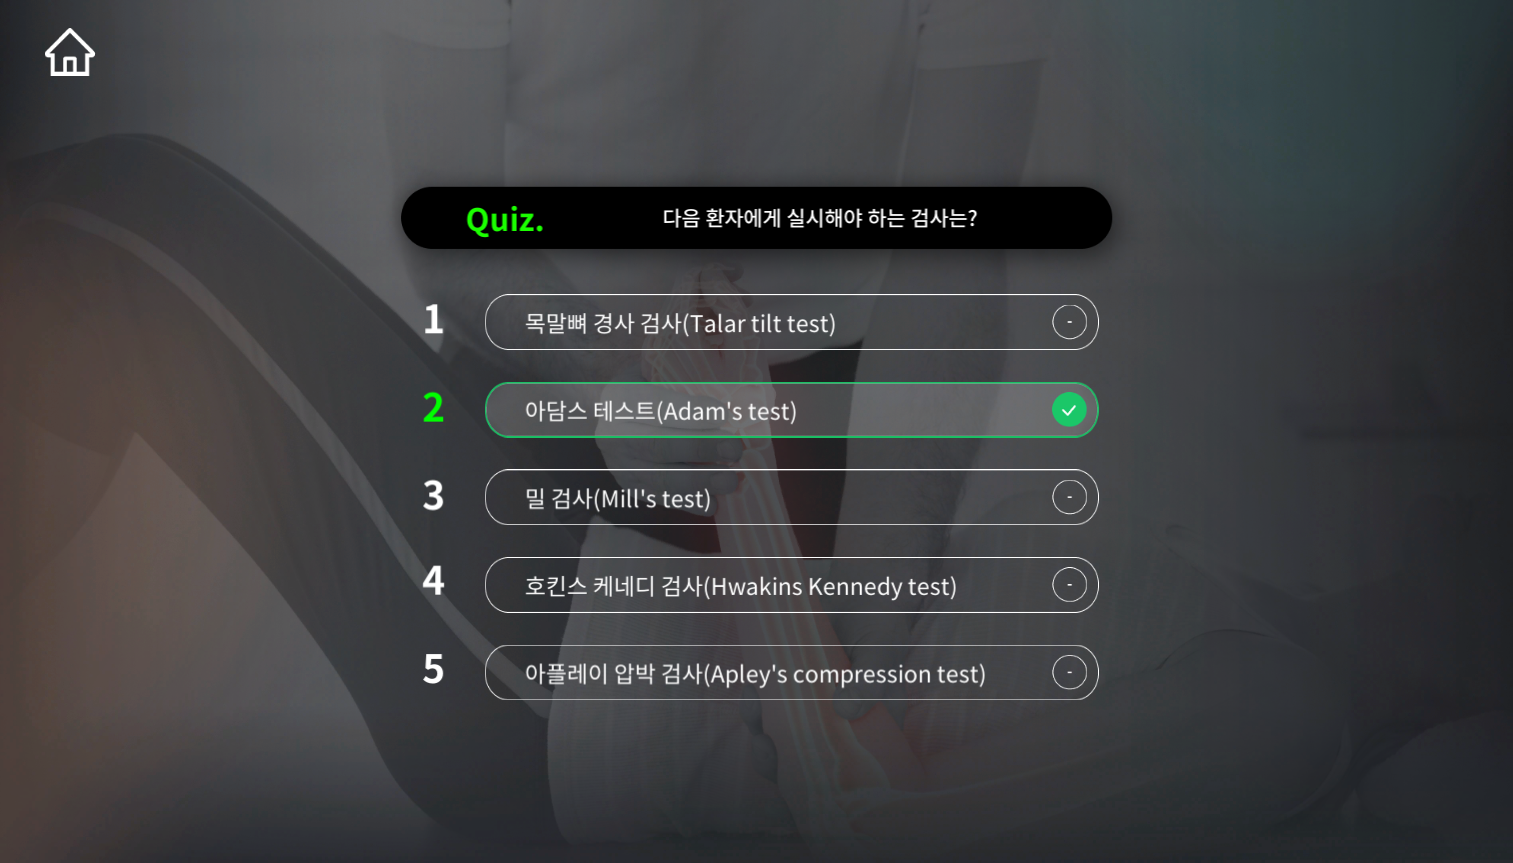 Quiz. 다음 환자에게 실시해야 하는 검사는?
1 목말뼈 경사 검사(Talar tilt test) -
2 아담스 테스트(Adam's test)
3 밀 검사(Mill's test) -
4 호킨스 케네디 검사(Hwakins Kennedy test) -
5 아플레이 압박 검사(Apley's compression test) -